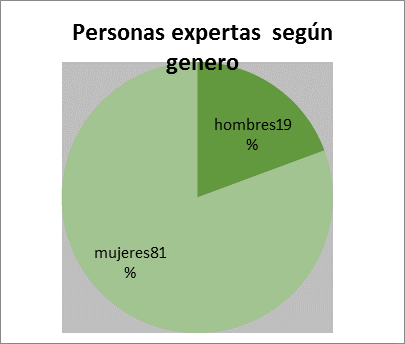 Personas expertas  según
genero
hombres19
%
mujeres81
%